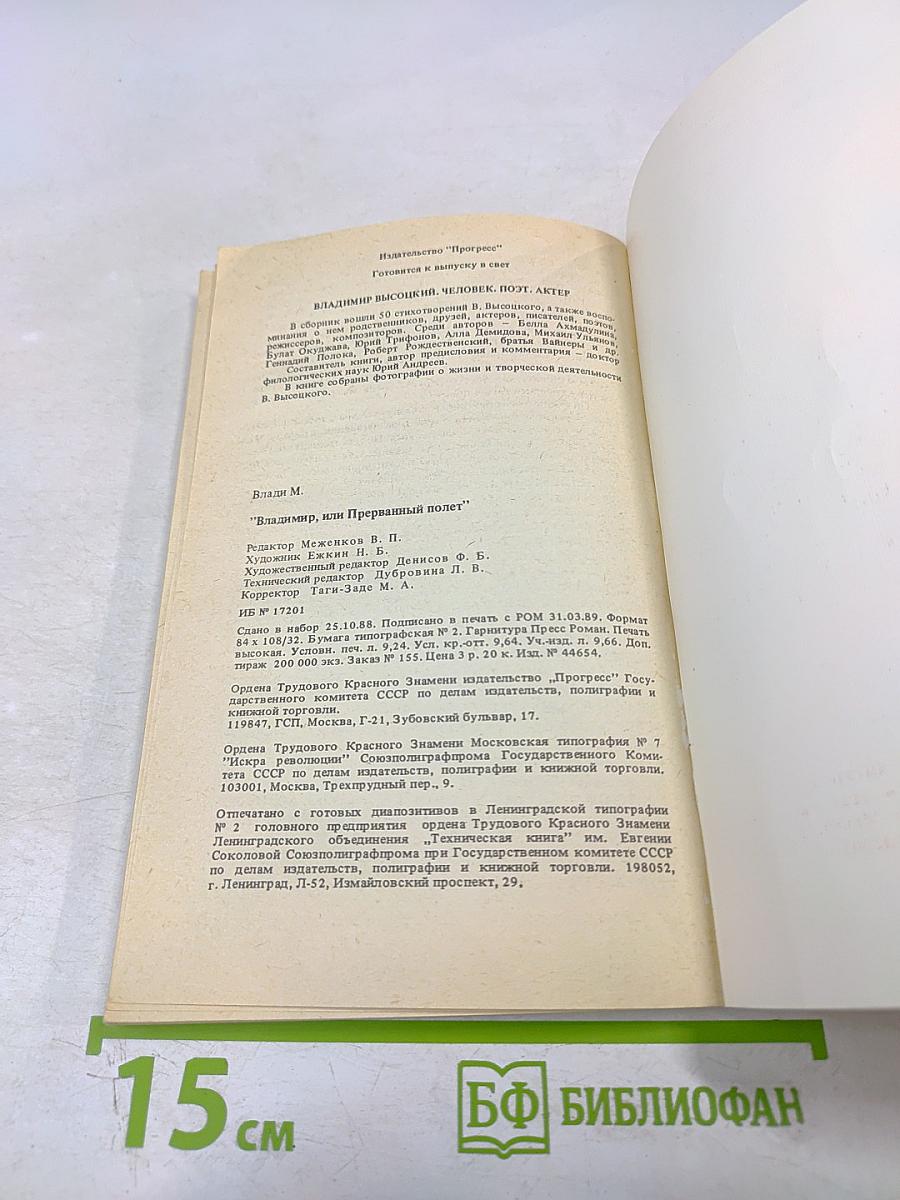 Издательство "Прогресс"
Готовится к выпуску в свет
ВЛАДИМИР ВЫСОЦКИЙ. ЧЕЛОВЕК. ПОЭТ. АКТЕР
В сборник вошли 50 стихотворений В. Высоцкого, а также воспо-
минания о нем родственников, друзей, актеров, писателей, поэтов,
режиссеров, композиторов. Среди авторов — Белла Ахмадулина,
Булат Окуджава, Юрий Трифонов, Алла Демидова, Михаил Ульянов,
Геннадий Полока, Роберт Рождественский, братья Вайнеры и др.
Составитель книги, автор предисловия и комментария — доктор
филологических наук Юрий Андреев.
В книге собраны фотографии о жизни и творческой деятельности
В. Высоцкого.
Влади М.
"Владимир, или Прерванный полет"
Редактор Меженков В. П.
Художник Ежкин Н. Б.
Художественный редактор Денисов Ф. Б.
Технический редактор Дубровина Л. В.
Корректор Таги-Заде М. А.
ИБ № 17201
Сдано в набор 25.10.88. Подписано в печать с РОМ 31.03.89. Формат
84 x 108/32. Бумага типографская № 2. Гарнитура Пресс Роман. Печать
высокая. Условн. печ. л. 9,24. Усл. кр.-отт. 9,64. Уч.-изд. л. 9,66. Доп.
тираж 200 000 экз. Заказ № 155. Цена 3 р. 20 к. Изд. № 44654.
Ордена Трудового Красного Знамени издательство „Прогресс" Госу-
дарственного комитета СССР по делам издательств, полиграфии и
книжной торговли.
119847, ГСП, Москва, Г-21, Зубовский бульвар, 17.
Ордена Трудового Красного Знамени Московская типография № 7
"Искра революции" Союзполиграфпрома Государственного Коми-
тета СССР по делам издательств, полиграфии и книжной торговли.
103001, Москва, Трехпрудный пер., 9.
Отпечатано с готовых диапозитивов в Ленинградской типографии
№ 2 головного предприятия ордена Трудового Красного Знамени
Ленинградского объединения „Техническая книга" им. Евгении
Соколовой Союзполиграфпрома при Государственном комитете СССР
по делам издательств, полиграфии и книжной торговли. 198052,
г. Ленинград, Л-52, Измайловский проспект, 29.
15 см
БФ БИБЛИОФАН